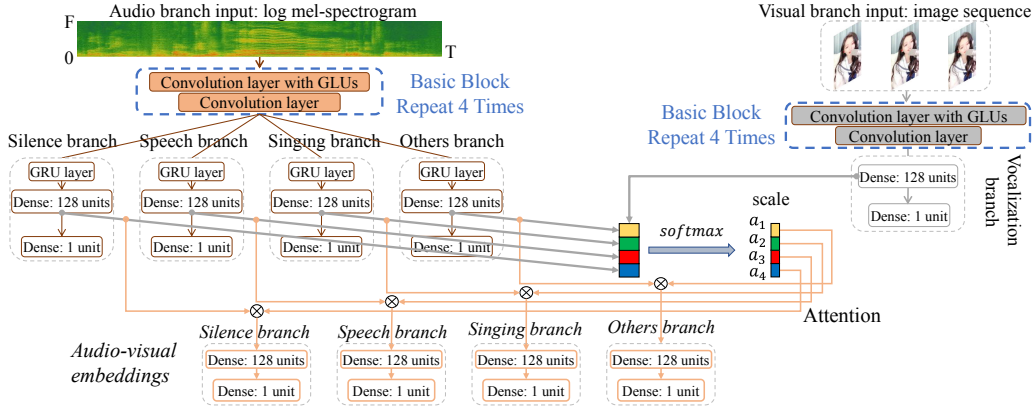 Audio branch input: log mel-spectrogram
F
0
T
Convolution layer with GLUs
Convolution layer
Basic Block
Repeat 4 Times
Visual branch input: image sequence
Basic Block
Repeat 4 Times
Convolution layer with GLUs
Convolution layer
Silence branch
Speech branch
Singing branch
Others branch
GRU layer
GRU layer
GRU layer
GRU layer
Dense: 128 units
Dense: 128 units
Dense: 128 units
Dense: 128 units
Dense: 1 unit
Dense: 1 unit
Dense: 1 unit
Dense: 1 unit
Dense: 128 units
Dense: 1 unit
Vocalization
branch
softmax
scale
a1
a2
a3
a4
Attention
Audio-visual
embeddings
Silence branch
Speech branch
Singing branch
Others branch
Dense: 128 units
Dense: 128 units
Dense: 128 units
Dense: 128 units
Dense: 1 unit
Dense: 1 unit
Dense: 1 unit
Dense: 1 unit